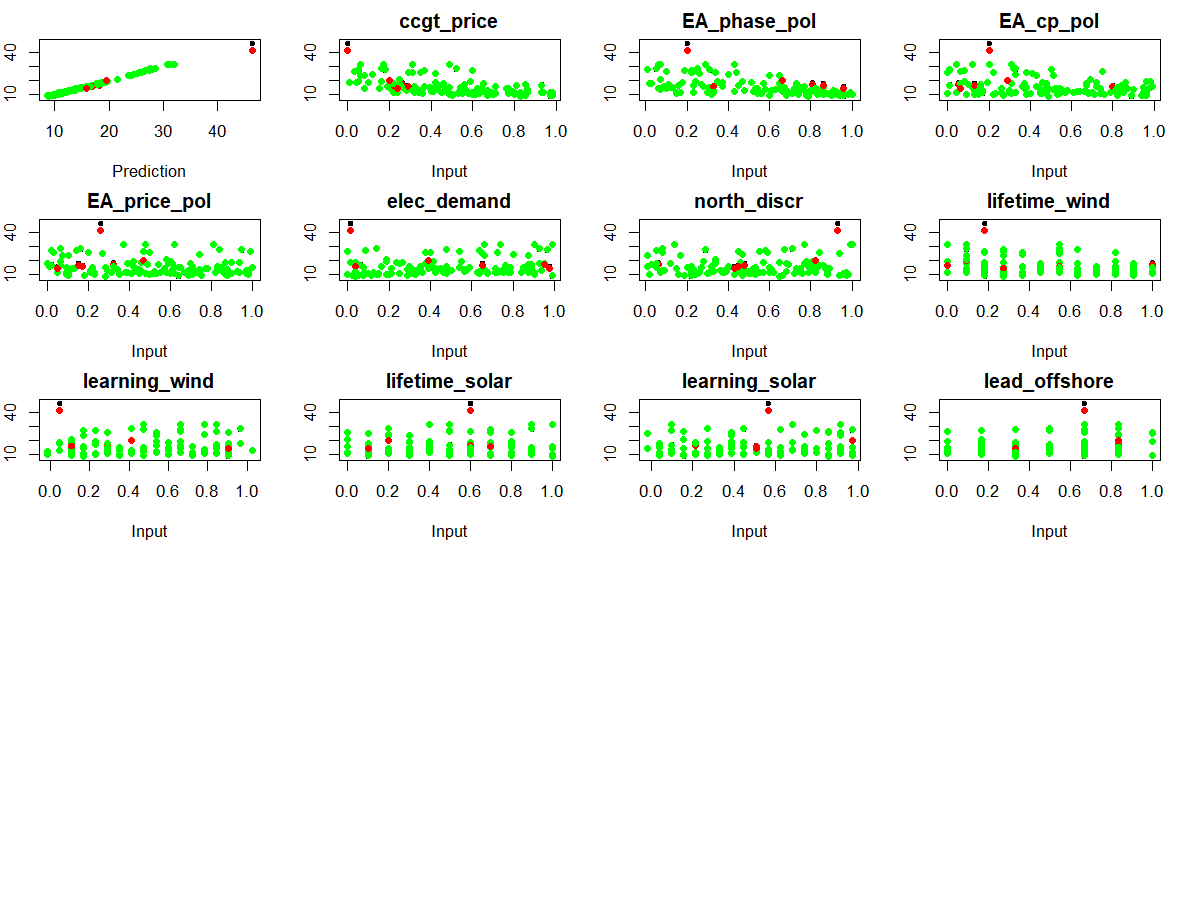 ccgt_price EA_phase_pol EA_cp_pol
10 40 10 40 10 40 10 40
10 20 30 40 0.0 0.2 0.4 0.6 0.8 1.0 0.0 0.2 0.4 0.6 0.8 1.0 0.0 0.2 0.4 0.6 0.8 1.0
Prediction Input Input Input
EA_price_pol elec_demand north_discr lifetime_wind
10 40 10 40 10 40 10 40
0.0 0.2 0.4 0.6 0.8 1.0 0.0 0.2 0.4 0.6 0.8 1.0 0.0 0.2 0.4 0.6 0.8 1.0 0.0 0.2 0.4 0.6 0.8 1.0
Input Input Input Input
learning_wind lifetime_solar learning_solar lead_offshore
10 40 10 40 10 40 10 40
0.0 0.2 0.4 0.6 0.8 1.0 0.0 0.2 0.4 0.6 0.8 1.0 0.0 0.2 0.4 0.6 0.8 1.0 0.0 0.2 0.4 0.6 0.8 1.0
Input Input Input Input